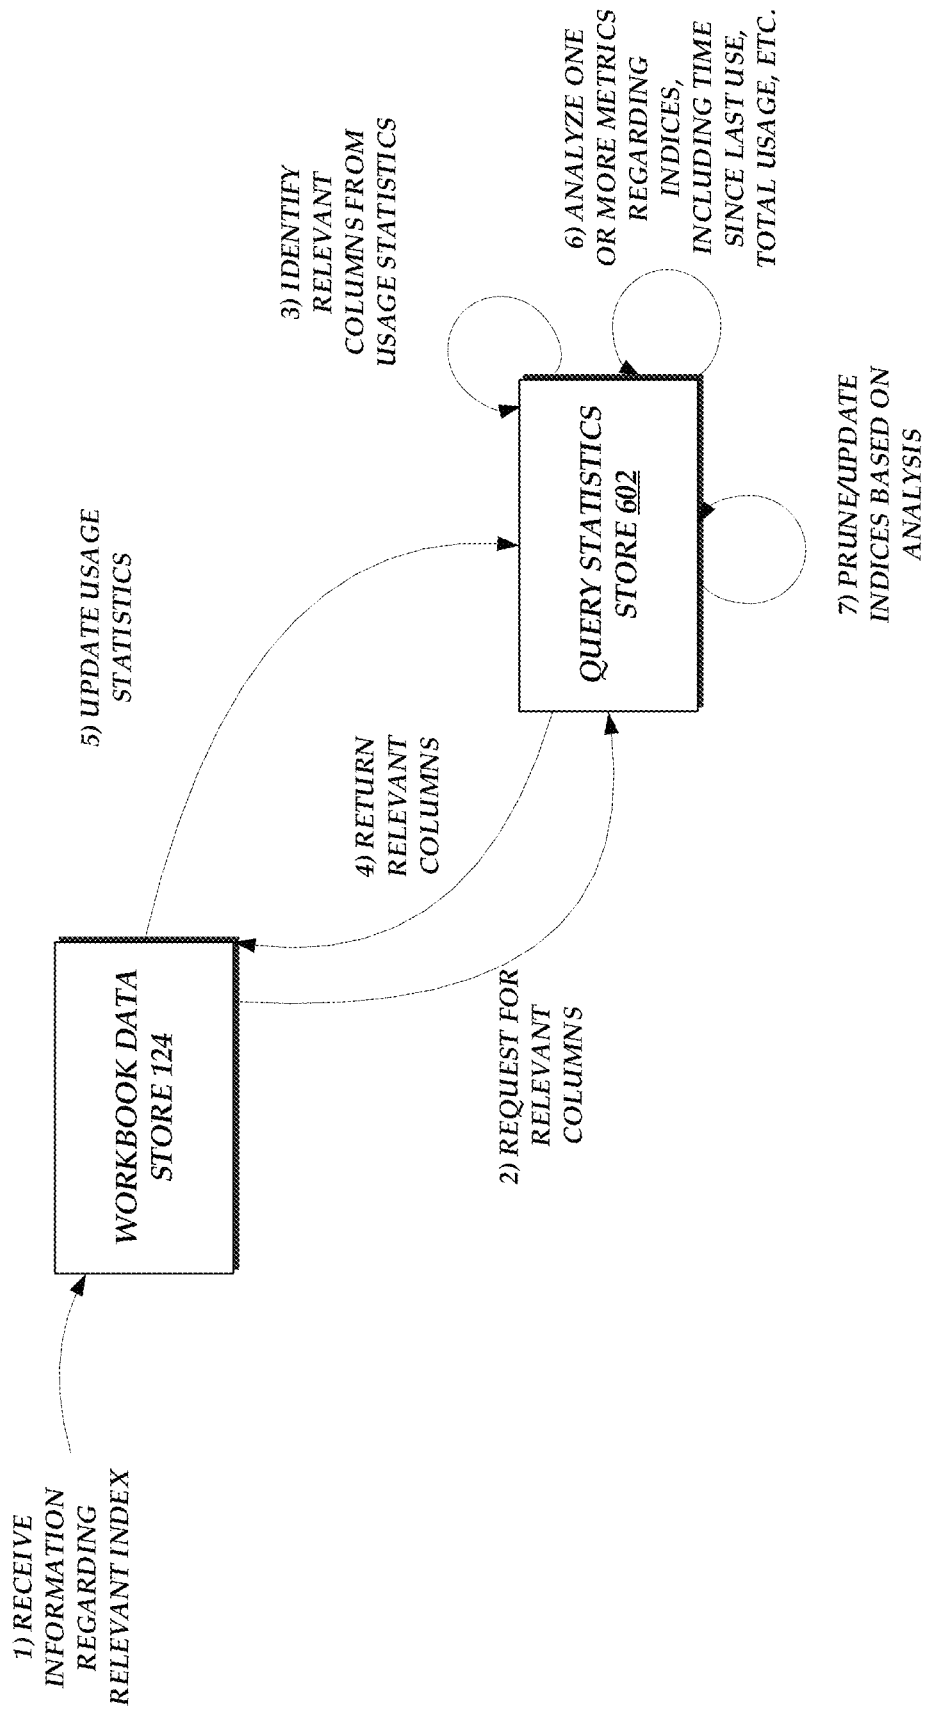 1) RECEIVE
INFORMATION
REGARDING
RELEVANT INDEX
WORKBOOK DATA
STORE 124
2) REQUEST FOR
RELEVANT
COLUMNS
3) IDENTIFY
RELEVANT
COLUMNS FROM
USAGE STATISTICS
4) RETURN
RELEVANT
COLUMNS
5) UPDATE USAGE
STATISTICS
QUERY STATISTICS
STORE 602
6) ANALYZE ONE
OR MORE METRICS
REGARDING
INDICES,
INCLUDING TIME
SINCE LAST USE,
TOTAL USAGE, ETC.
7) PRUNE/UPDATE
INDICES BASED ON
ANALYSIS